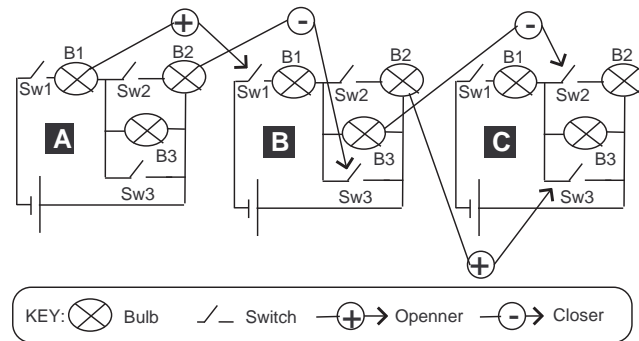 + - -
B1 B2 B1 B2 B1 B2
Sw1 Sw2 Sw1 Sw2 Sw1 Sw2
A B C
B3 B3 B3
Sw3 Sw3 Sw3
+
KEY: Bulb Switch + Openner - Closer